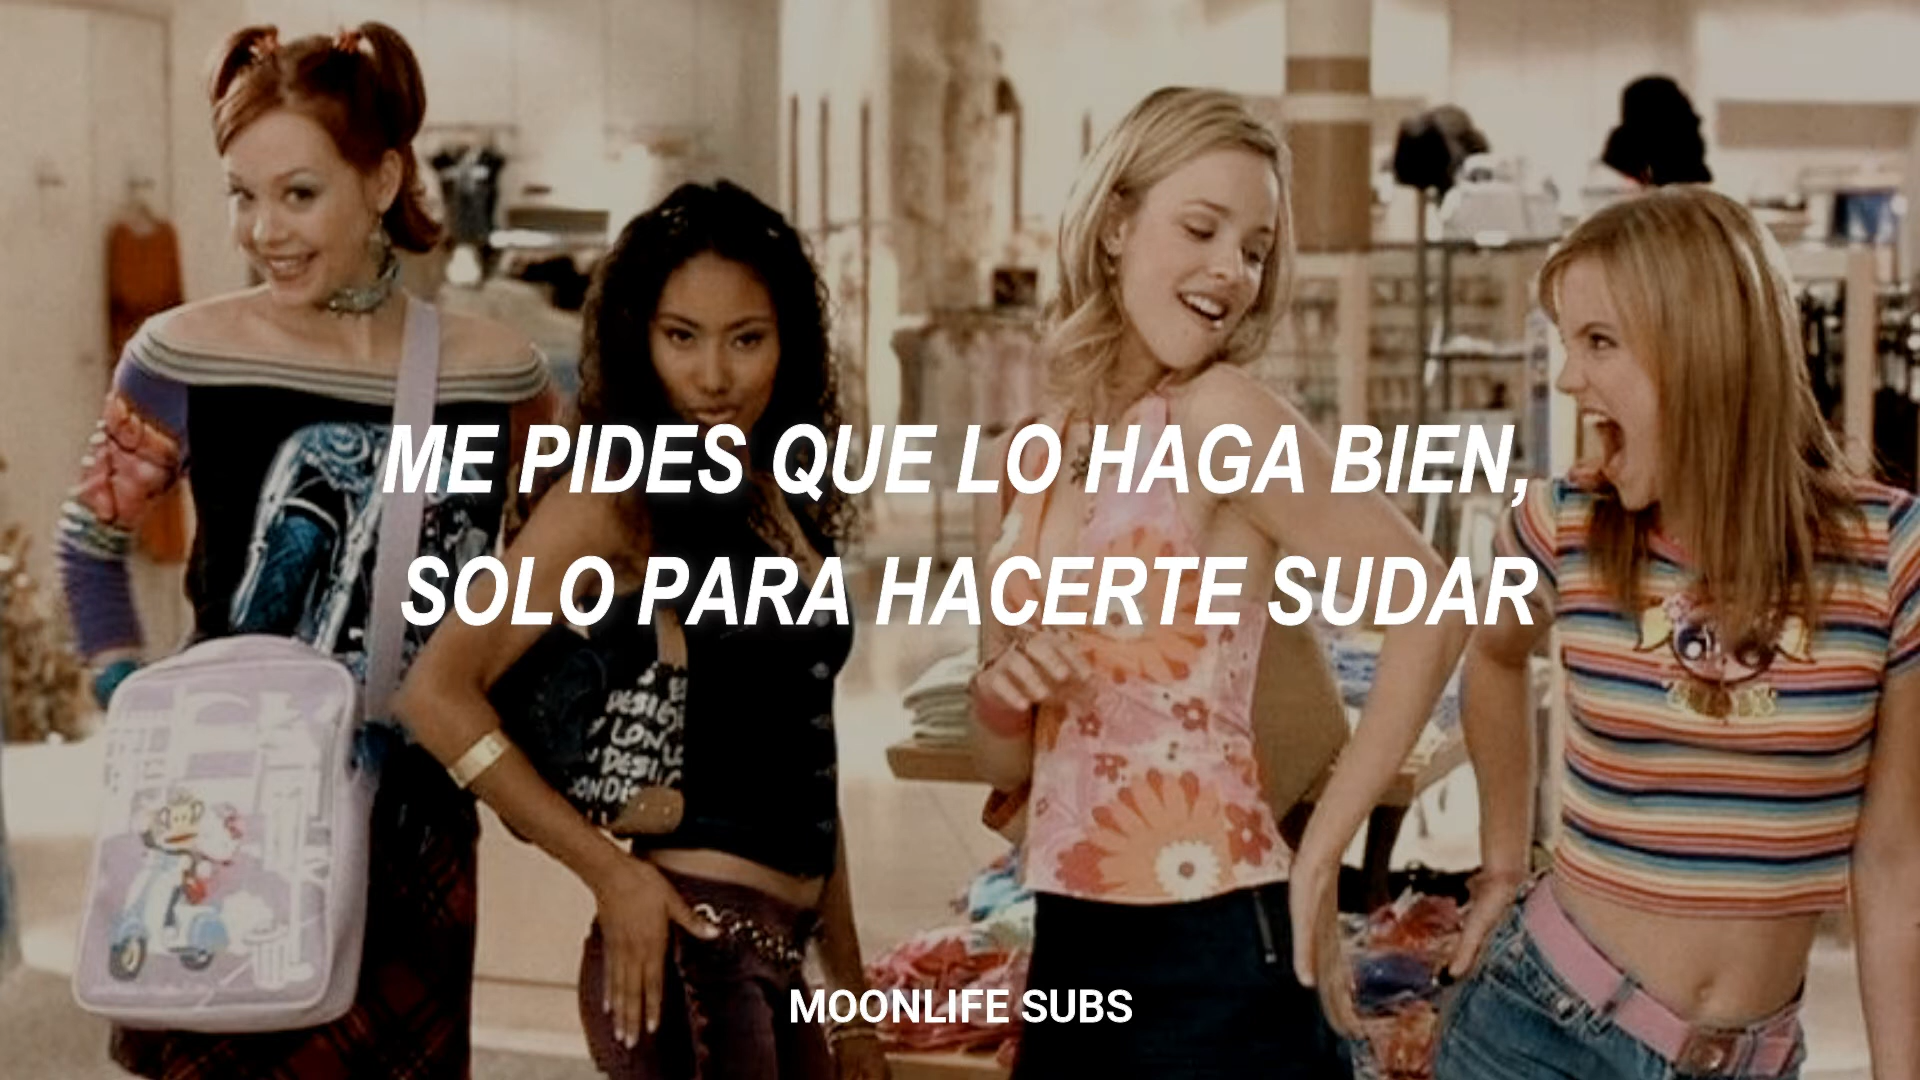 ME PIDES QUE LO HAGA BIEN,
SOLO PARA HACERTE SUDAR
MOONLIFE SUBS